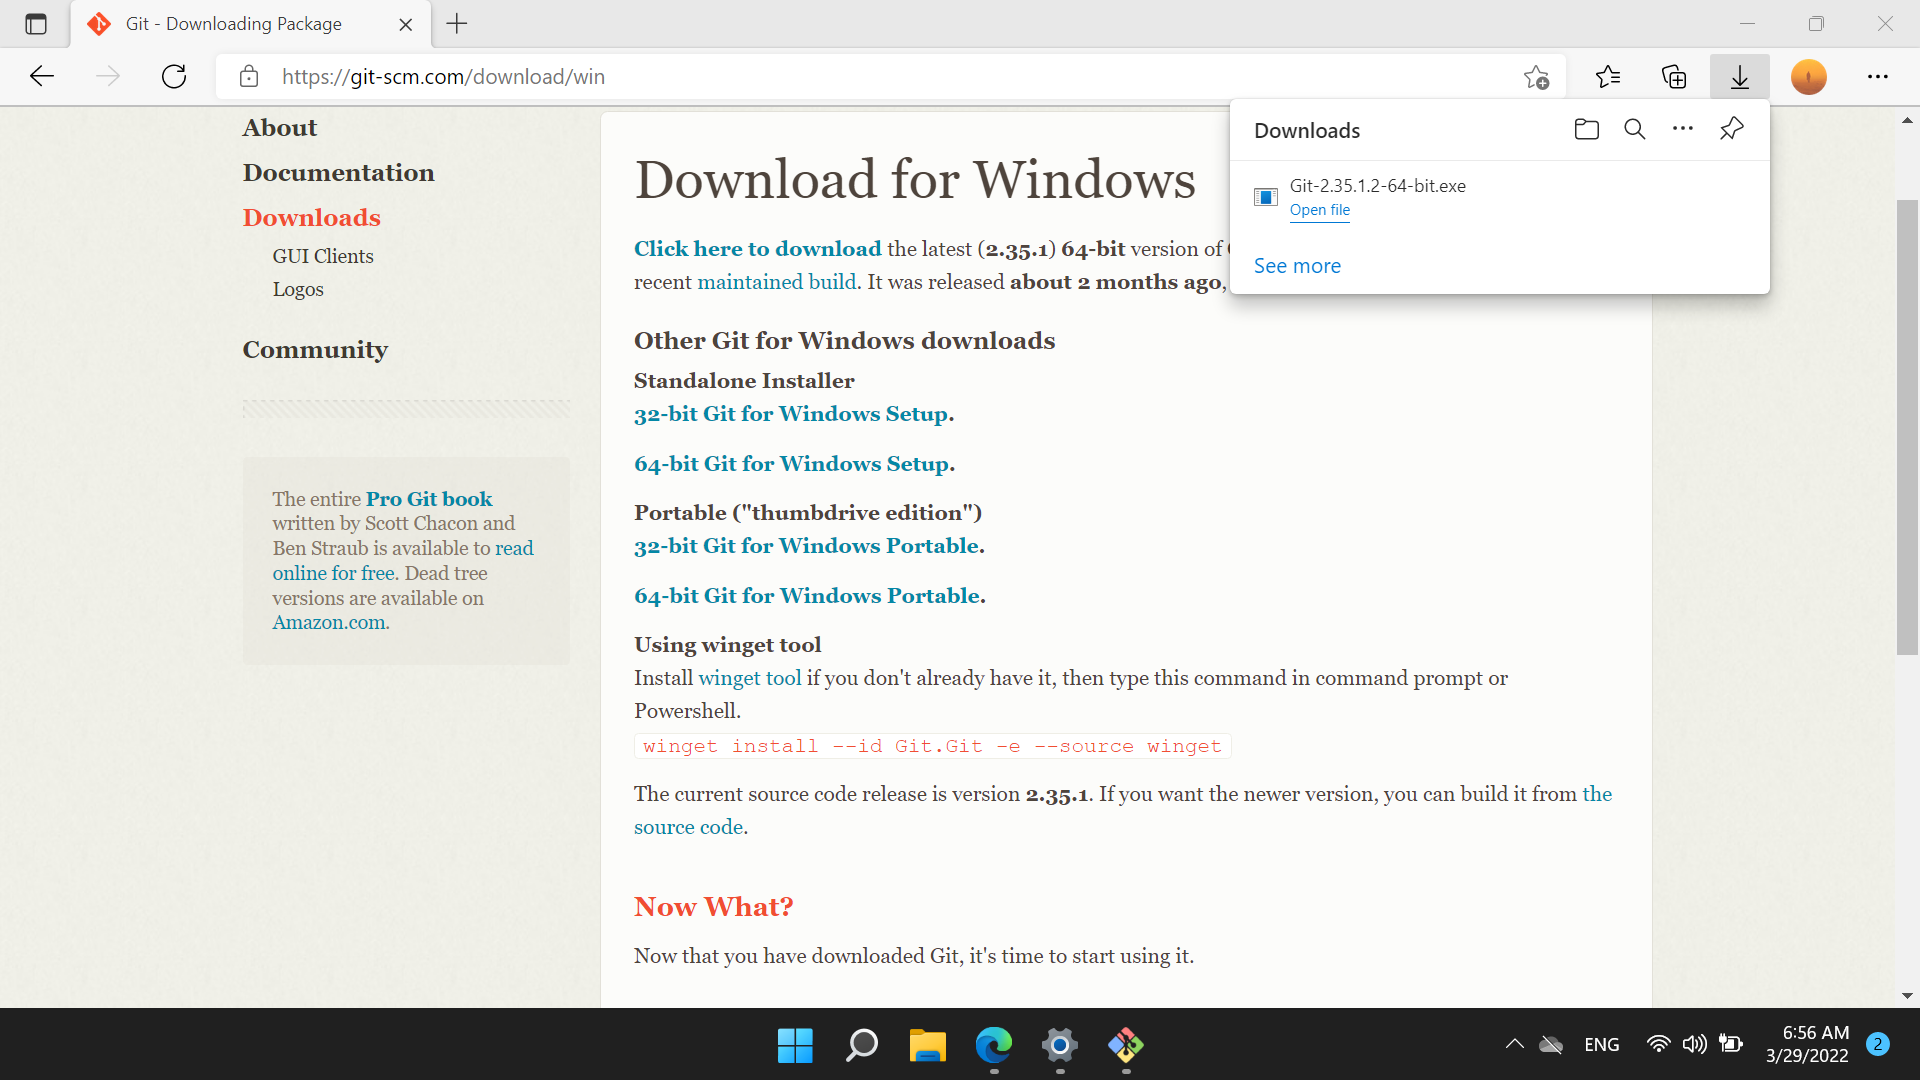 Git - Downloading Package
https://git-scm.com/download/win
Downloads
Git-2.35.1.2-64-bit.exe
Open file
See more
About
Documentation
Downloads
GUI Clients
Logos
Community
The entire Pro Git book
written by Scott Chacon and
Ben Straub is available to read
online for free. Dead tree
versions are available on
Amazon.com.
Download for Windows
Click here to download the latest (2.35.1) 64-bit version of
recent maintained build. It was released about 2 months ago,
Other Git for Windows downloads
Standalone Installer
32-bit Git for Windows Setup.
64-bit Git for Windows Setup.
Portable ("thumbdrive edition")
32-bit Git for Windows Portable.
64-bit Git for Windows Portable.
Using winget tool
Install winget tool if you don't already have it, then type this command in command prompt or
Powershell.
winget install --id Git.Git -e --source winget
The current source code release is version 2.35.1. If you want the newer version, you can build it from the
source code.
Now What?
Now that you have downloaded Git, it's time to start using it.
ENG
6:56 AM
3/29/2022
2